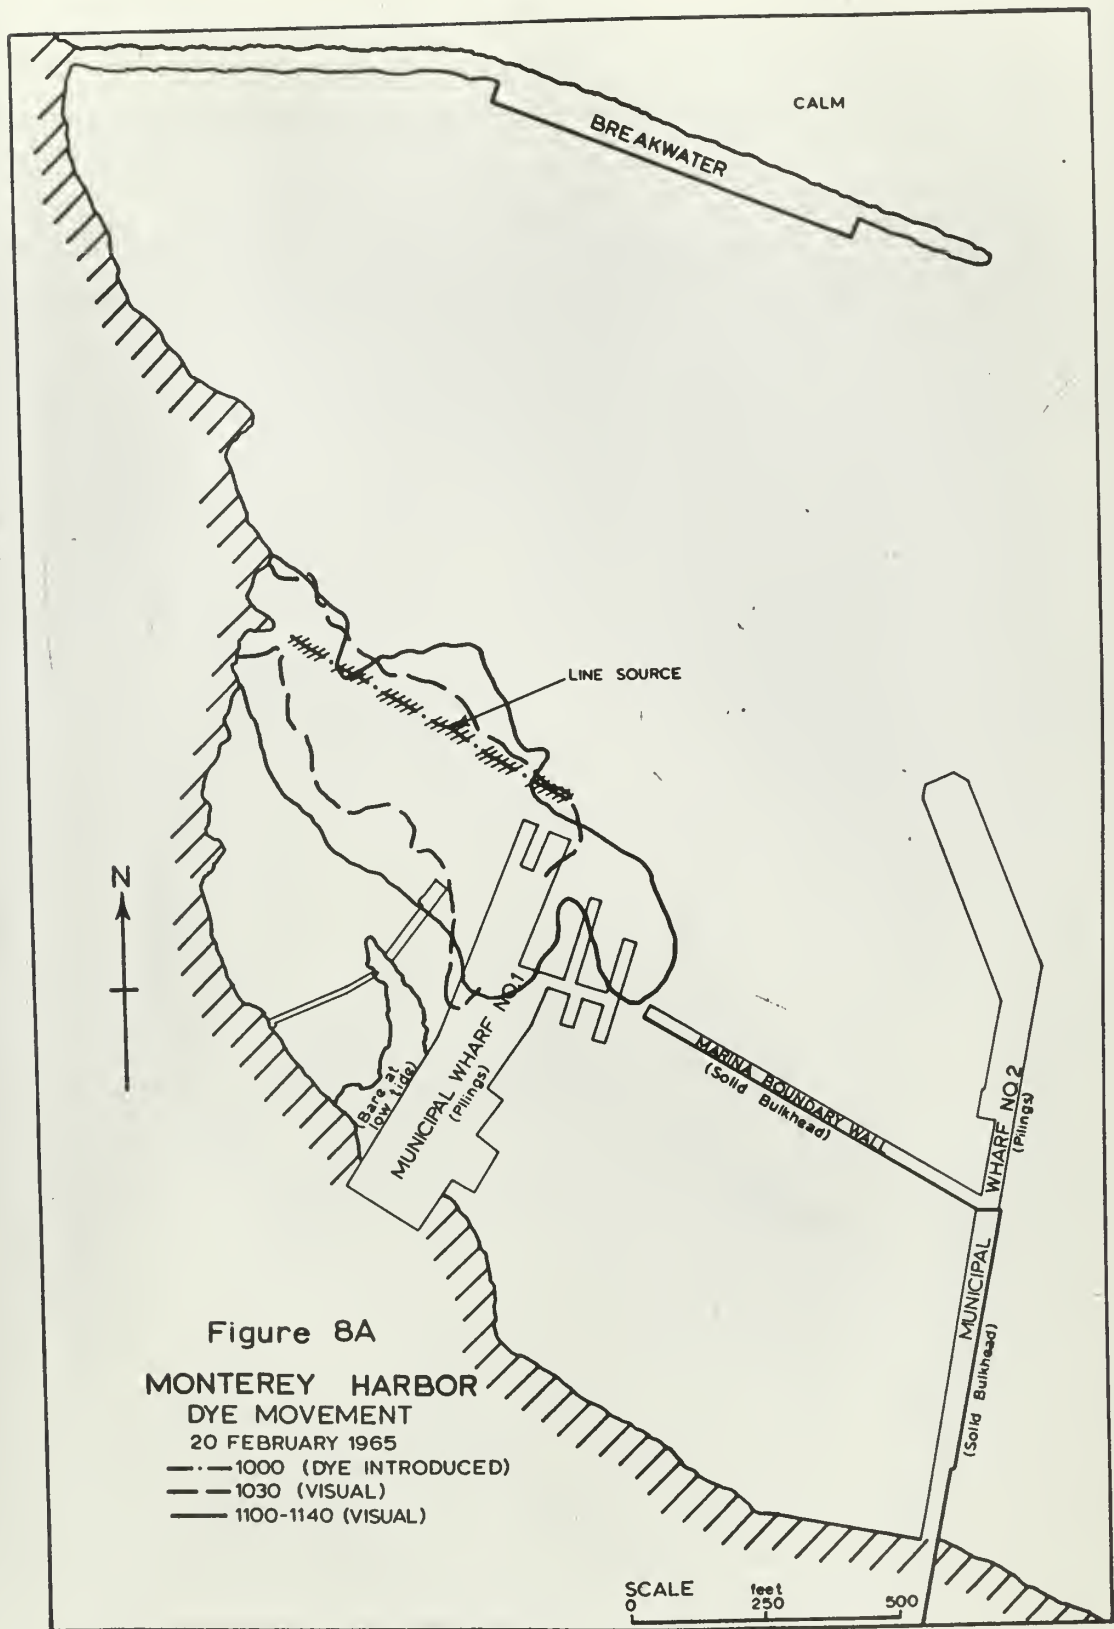 CALM
BREAKWATER
LINE SOURCE
N
MUNICIPAL WHARF NO.1
(Pilings)
(Bare at
low tide)
MARINA BOUNDARY WALL
(Solid Bulkhead)
MUNICIPAL WHARF NO.2
(Pilings)
(Solid Bulkhead)
Figure 8A
MONTEREY HARBOR
DYE MOVEMENT
20 FEBRUARY 1965
1000 (DYE INTRODUCED)
1030 (VISUAL)
1100-1140 (VISUAL)
SCALE feet
0 250 500